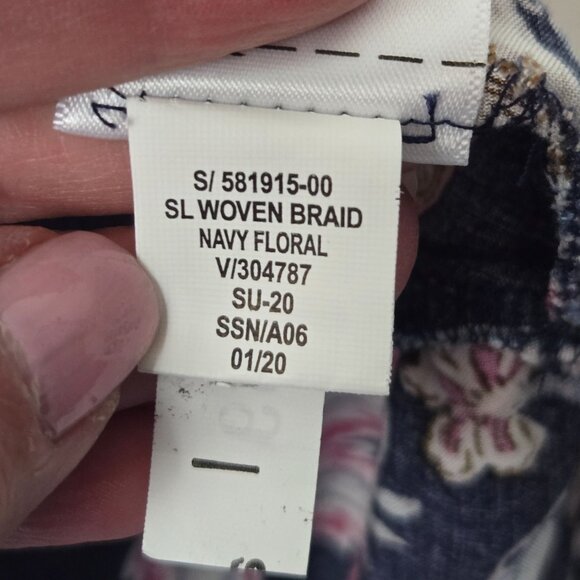 S/ 581915-00
SL WOVEN BRAID
NAVY FLORAL
V/304787
SU-20
SSN/A06
01/20